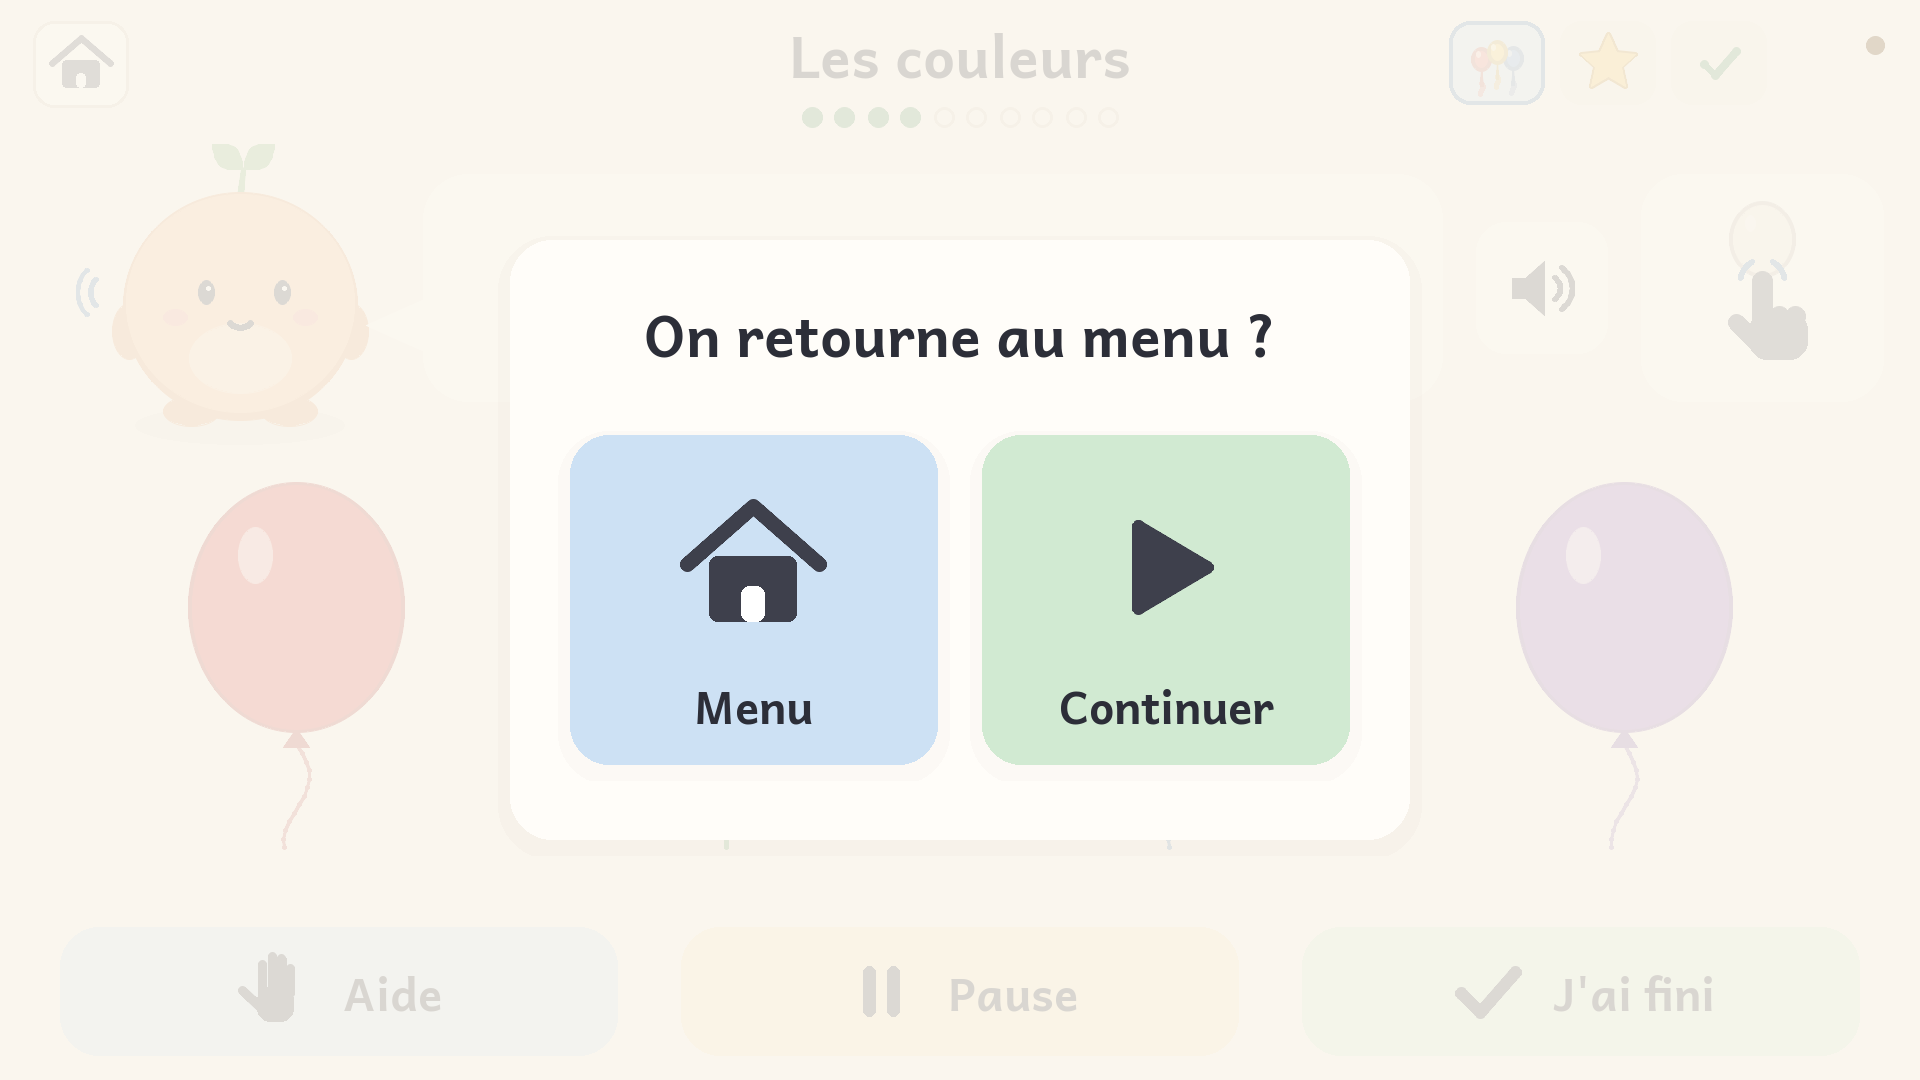 Les couleurs
On retourne au menu ?
Menu
Continuer
Aide
Pause
J'ai fini